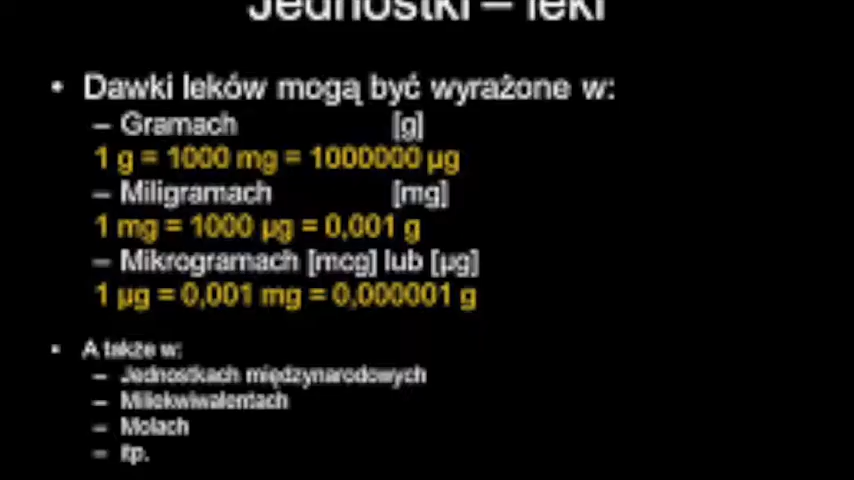 Jednostki – leki
• Dawki leków mogą być wyrażone w:
– Gramach [g]
1 g = 1000 mg = 1000000 µg
– Miligramach [mg]
1 mg = 1000 µg = 0,001 g
– Mikrogramach [mcg] lub [µg]
1 µg = 0,001 mg = 0,000001 g
• A także w:
– Jednostkach międzynarodowych
– Miliekwiwalentach
– Molach
– itp.